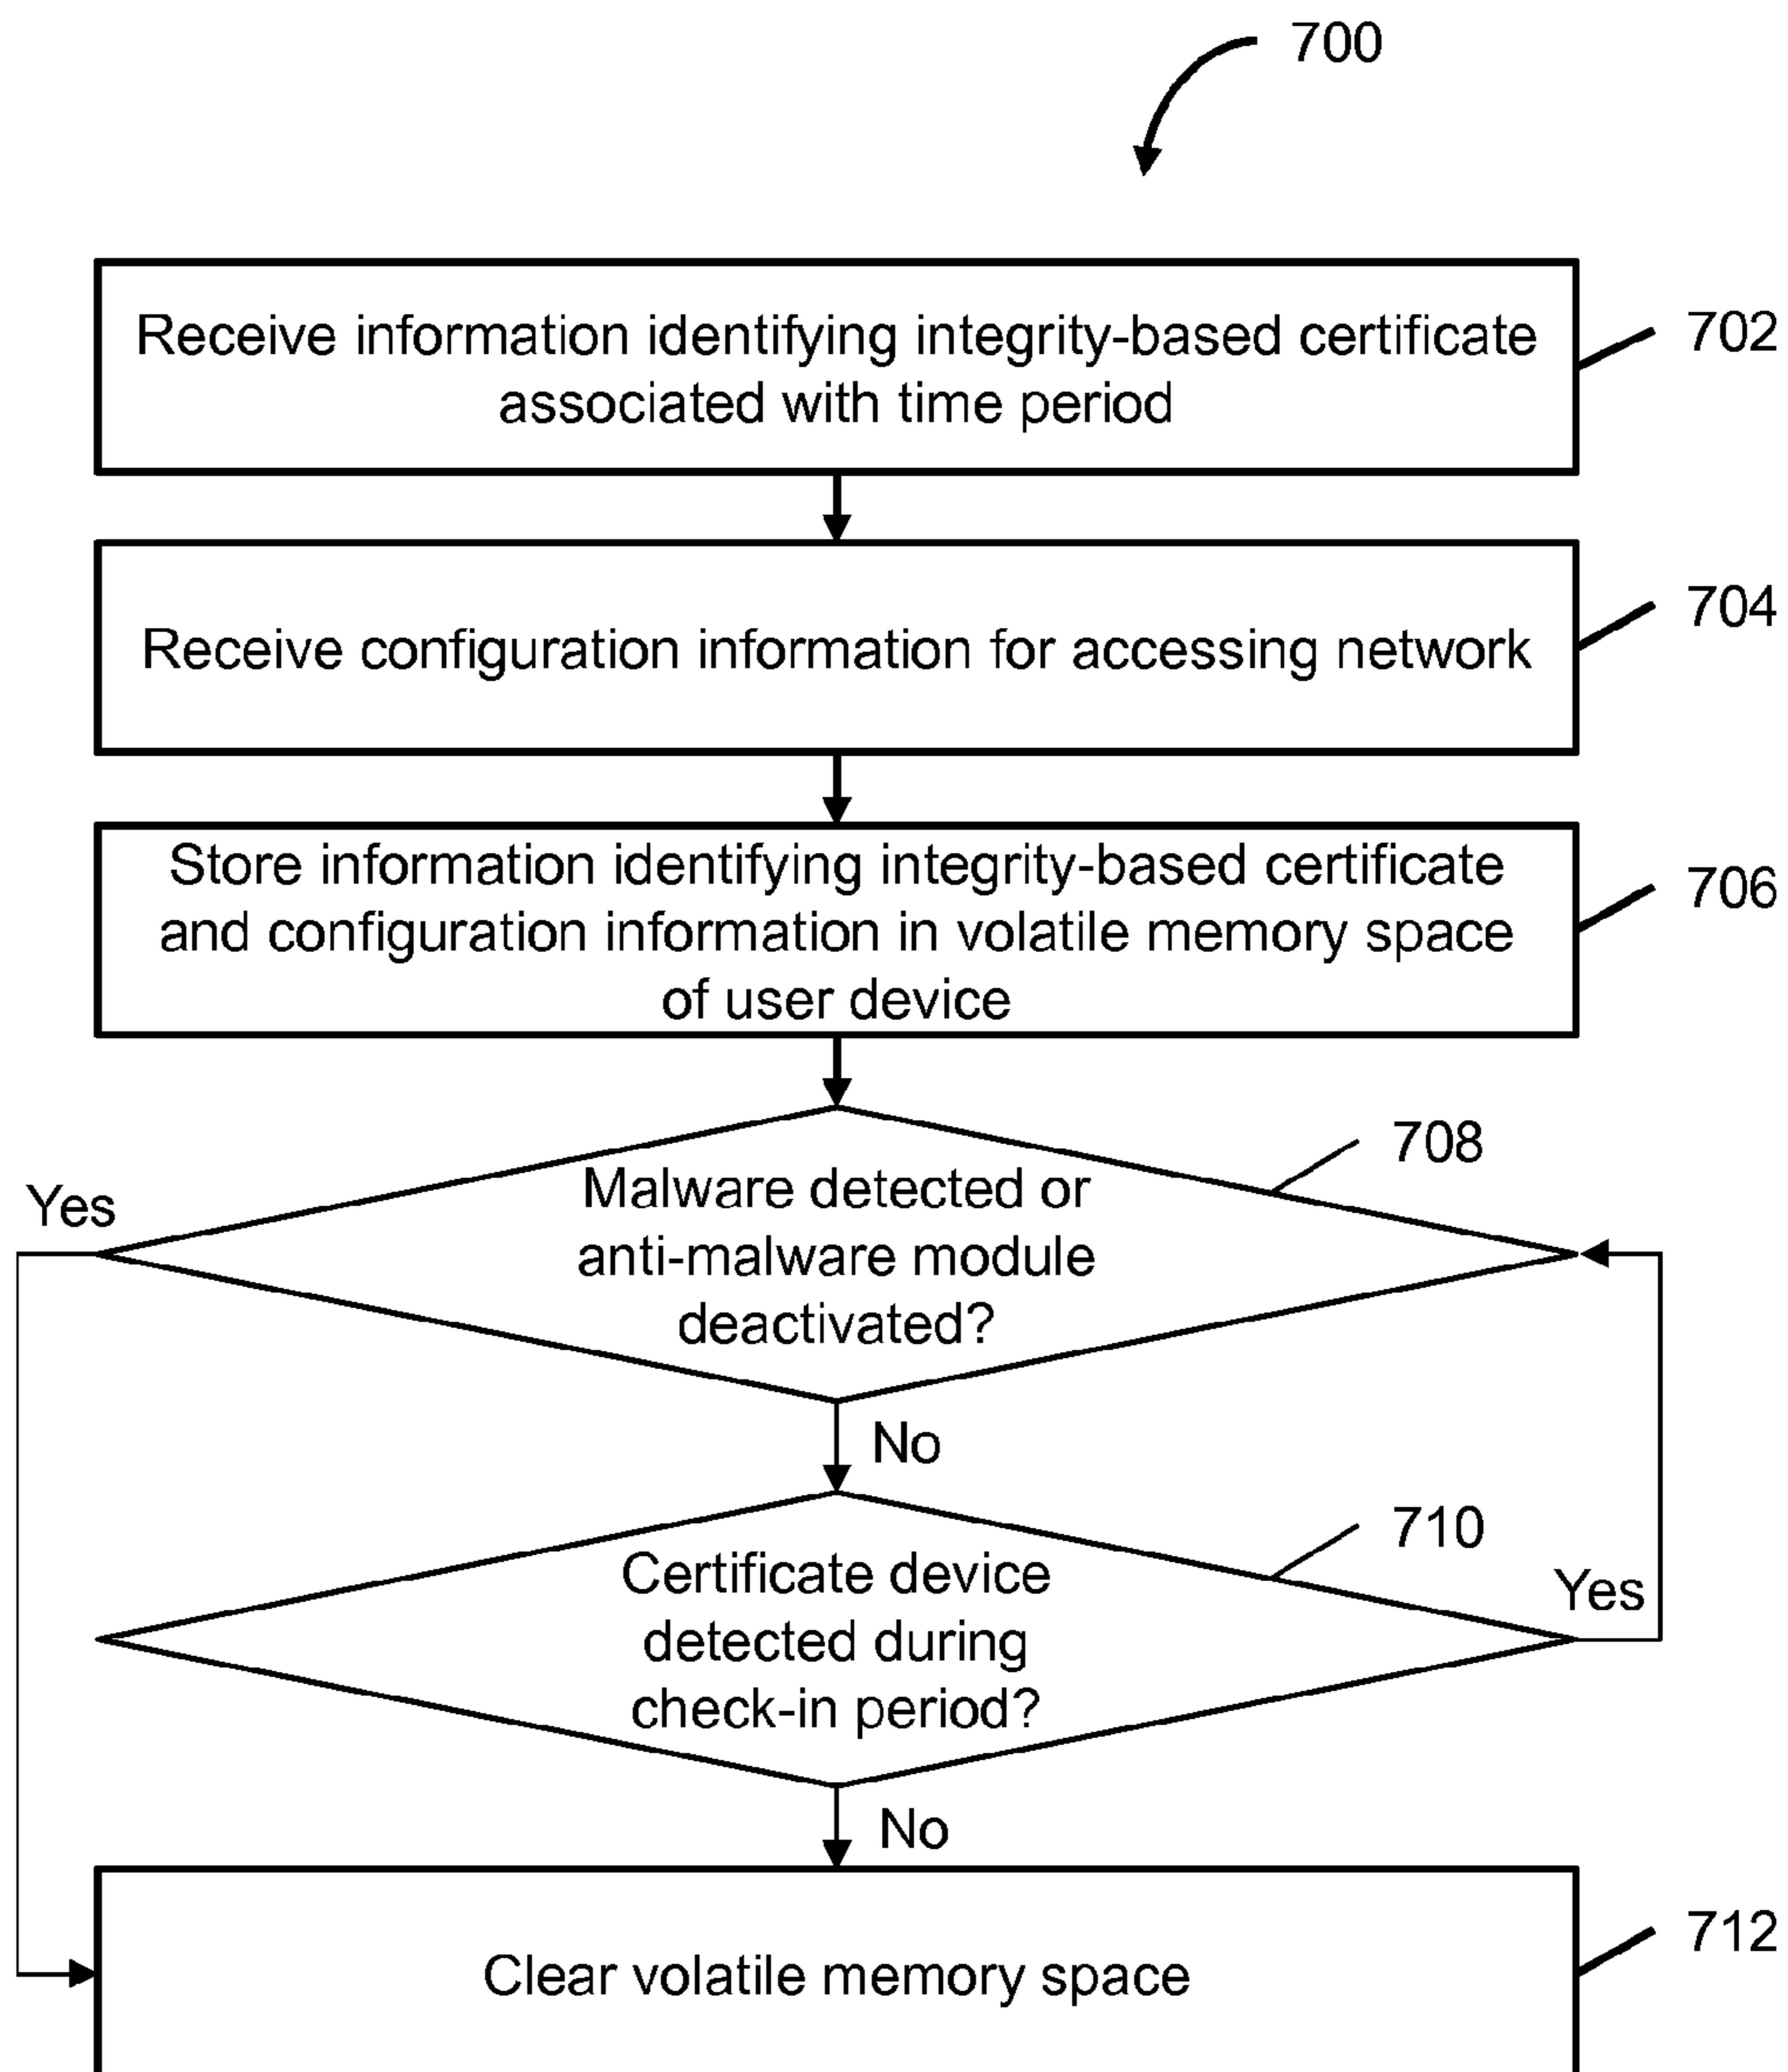 700
Receive information identifying integrity-based certificate
associated with time period
702
Receive configuration information for accessing network
704
Store information identifying integrity-based certificate
and configuration information in volatile memory space
of user device
706
Malware detected or
anti-malware module
deactivated?
708
Yes
No
Certificate device
detected during
check-in period?
710
Yes
No
Clear volatile memory space
712